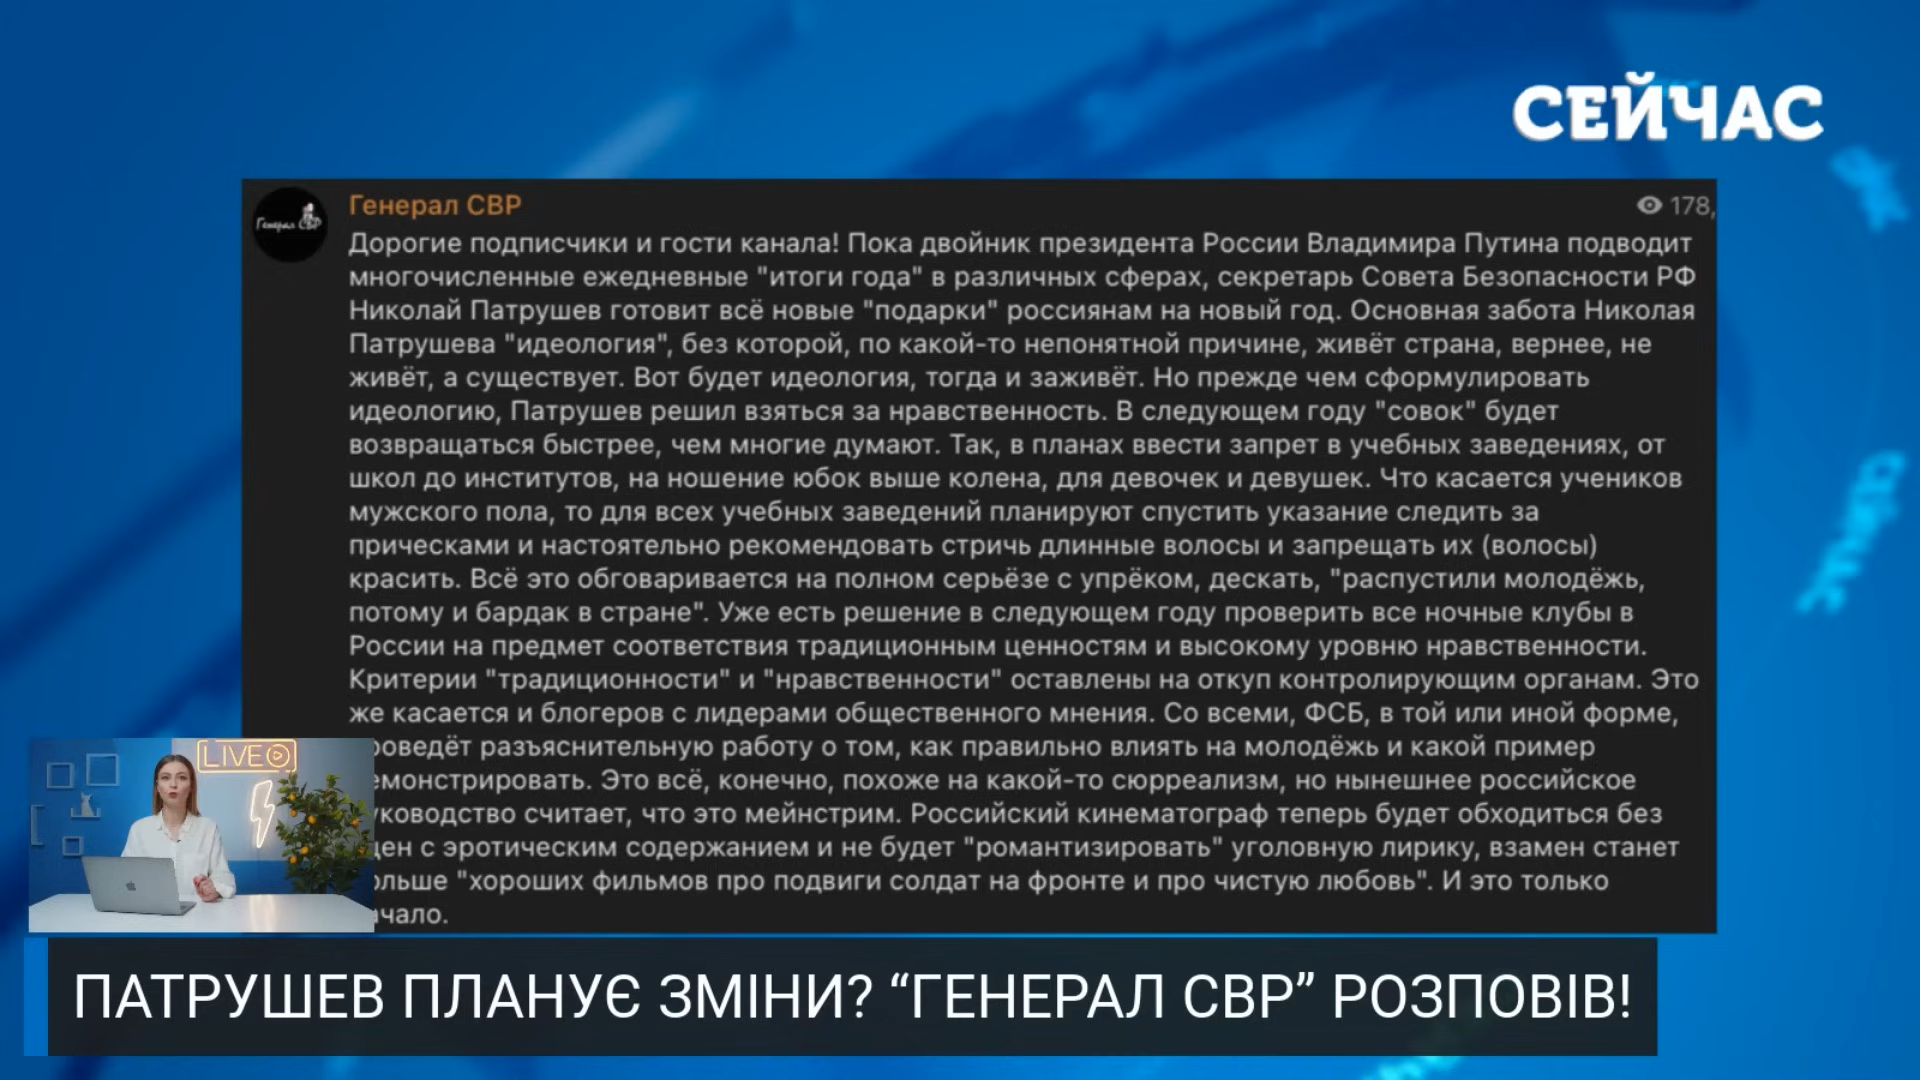 СЕЙЧАС
Генерал СВР
Генерал СВР
178,
Дорогие подписчики и гости канала! Пока двойник президента России Владимира Путина подводит
многочисленные ежедневные "итоги года" в различных сферах, секретарь Совета Безопасности РФ
Николай Патрушев готовит всё новые "подарки" россиянам на новый год. Основная забота Николая
Патрушева "идеология", без которой, по какой-то непонятной причине, живёт страна, вернее, не
живёт, а существует. Вот будет идеология, тогда и заживёт. Но прежде чем сформулировать
идеологию, Патрушев решил взяться за нравственность. В следующем году "совок" будет
возвращаться быстрее, чем многие думают. Так, в планах ввести запрет в учебных заведениях, от
школ до институтов, на ношение юбок выше колена, для девочек и девушек. Что касается учеников
мужского пола, то для всех учебных заведений планируют спустить указание следить за
прическами и настоятельно рекомендовать стричь длинные волосы и запрещать их (волосы)
красить. Всё это обговаривается на полном серьёзе с упрёком, дескать, "распустили молодёжь,
потому и бардак в стране". Уже есть решение в следующем году проверить все ночные клубы в
России на предмет соответствия традиционным ценностям и высокому уровню нравственности.
Критерии "традиционности" и "нравственности" оставлены на откуп контролирующим органам. Это
же касается и блогеров с лидерами общественного мнения. Со всеми, ФСБ, в той или иной форме,
роведёт разъяснительную работу о том, как правильно влиять на молодёжь и какой пример
емонстрировать. Это всё, конечно, похоже на какой-то сюрреализм, но нынешнее российское
уководство считает, что это мейнстрим. Российский кинематограф теперь будет обходиться без
цен с эротическим содержанием и не будет "романтизировать" уголовную лирику, взамен станет
ольше "хороших фильмов про подвиги солдат на фронте и про чистую любовь". И это только
ачало.
LIVE
ПАТРУШЕВ ПЛАНУЄ ЗМІНИ? “ГЕНЕРАЛ СВР” РОЗПОВІВ!